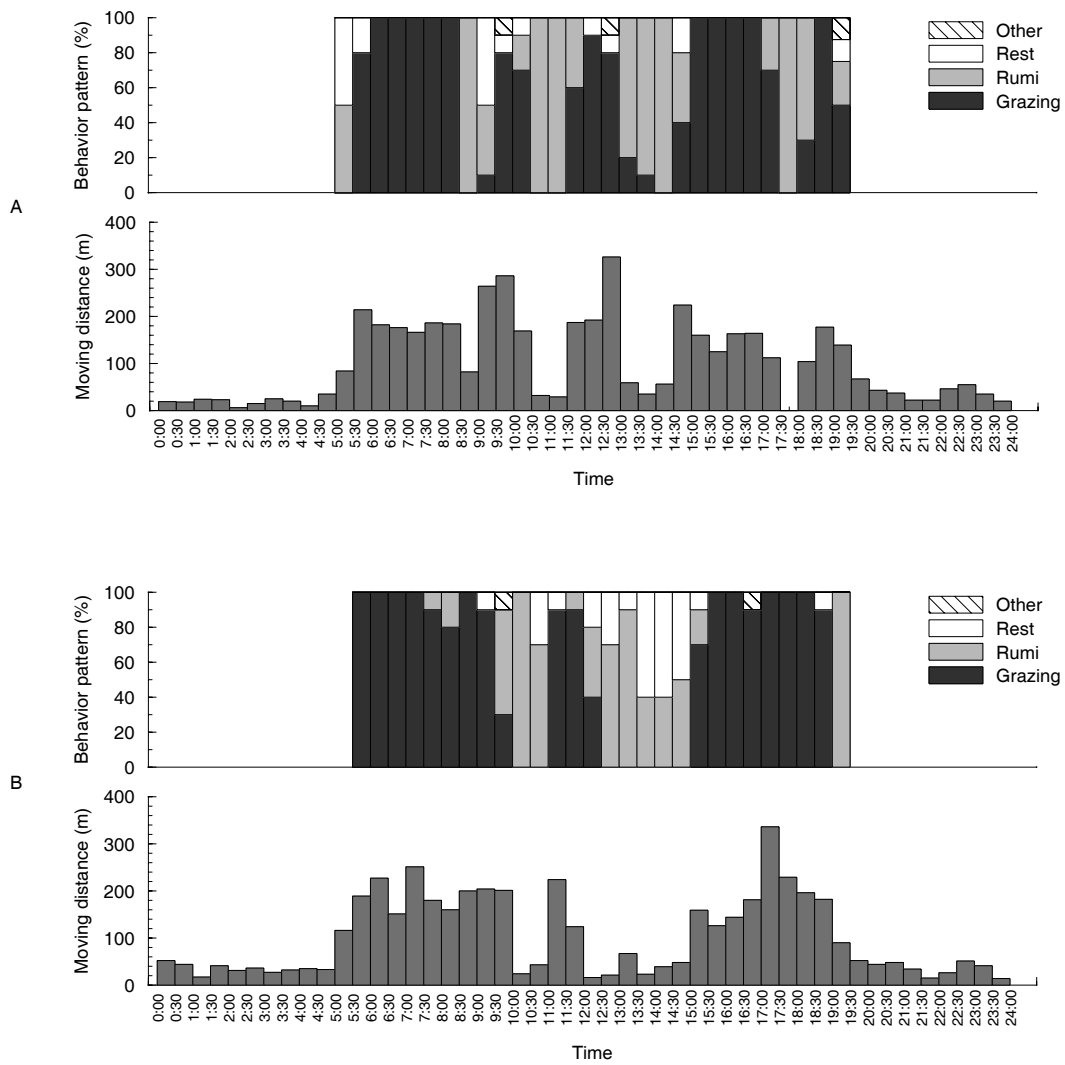 A
Behavior pattern (%)
100
80
60
40
20
0
Other
Rest
Rumi
Grazing
Moving distance (m)
400
300
200
100
0
0:00 0:30 1:00 1:30 2:00 2:30 3:00 3:30 4:00 4:30 5:00 5:30 6:00 6:30 7:00 7:30 8:00 8:30 9:00 9:30 10:00 10:30 11:00 11:30 12:00 12:30 13:00 13:30 14:00 14:30 15:00 15:30 16:00 16:30 17:00 17:30 18:00 18:30 19:00 19:30 20:00 20:30 21:00 21:30 22:00 22:30 23:00 23:30 24:00
Time
B
Behavior pattern (%)
100
80
60
40
20
0
Other
Rest
Rumi
Grazing
Moving distance (m)
400
300
200
100
0
0:00 0:30 1:00 1:30 2:00 2:30 3:00 3:30 4:00 4:30 5:00 5:30 6:00 6:30 7:00 7:30 8:00 8:30 9:00 9:30 10:00 10:30 11:00 11:30 12:00 12:30 13:00 13:30 14:00 14:30 15:00 15:30 16:00 16:30 17:00 17:30 18:00 18:30 19:00 19:30 20:00 20:30 21:00 21:30 22:00 22:30 23:00 23:30 24:00
Time